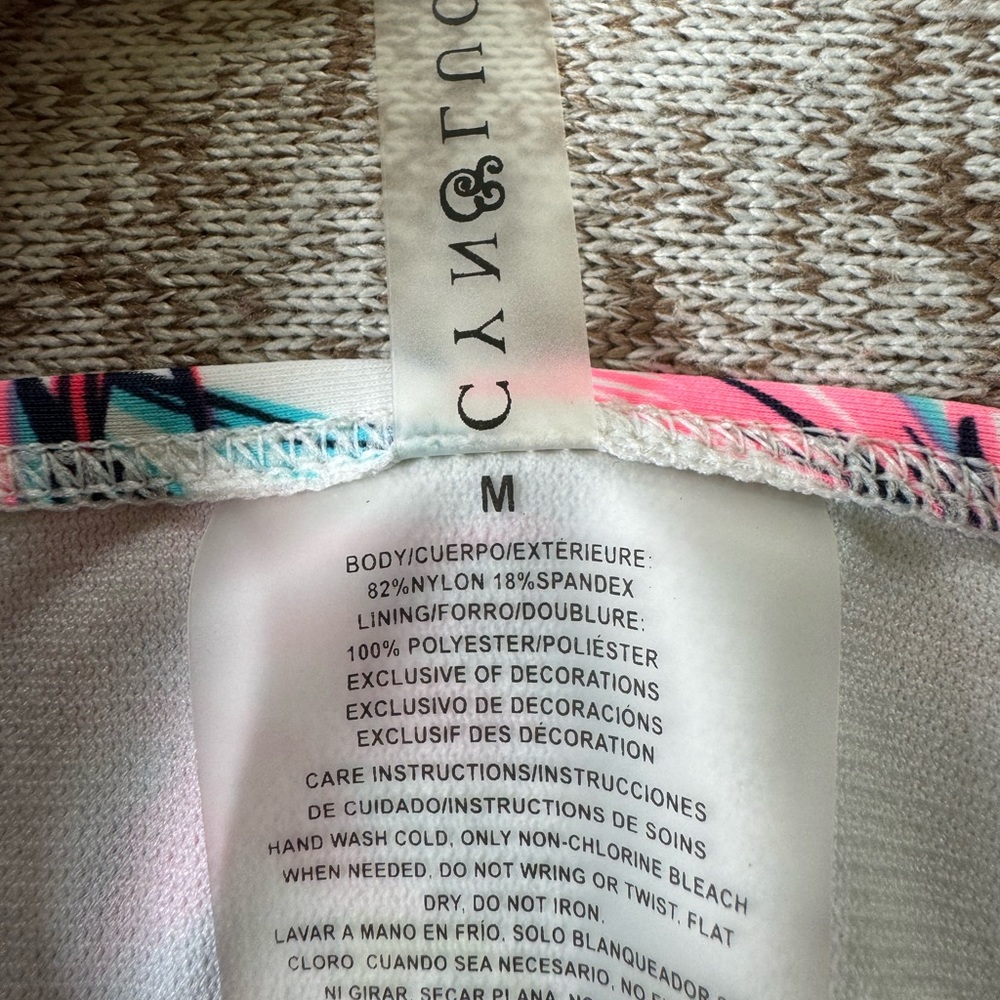 CYN&LU
M
BODY/CUERPO/EXTÉRIEURE:
82%NYLON 18%SPANDEX
LINING/FORRO/DOUBLURE:
100% POLYESTER/POLIÉSTER
EXCLUSIVE OF DECORATIONS
EXCLUSIVO DE DECORACIÓNS
EXCLUSIF DES DÉCORATION
CARE INSTRUCTIONS/INSTRUCCIONES
DE CUIDADO/INSTRUCTIONS DE SOINS
HAND WASH COLD, ONLY NON-CHLORINE BLEACH
WHEN NEEDED, DO NOT WRING OR TWIST, FLAT
DRY, DO NOT IRON.
LAVAR A MANO EN FRÍO, SOLO BLANQUEADOR
CLORO CUANDO SEA NECESARIO, NO
NI GIRAR, SECAR PLANA, NO